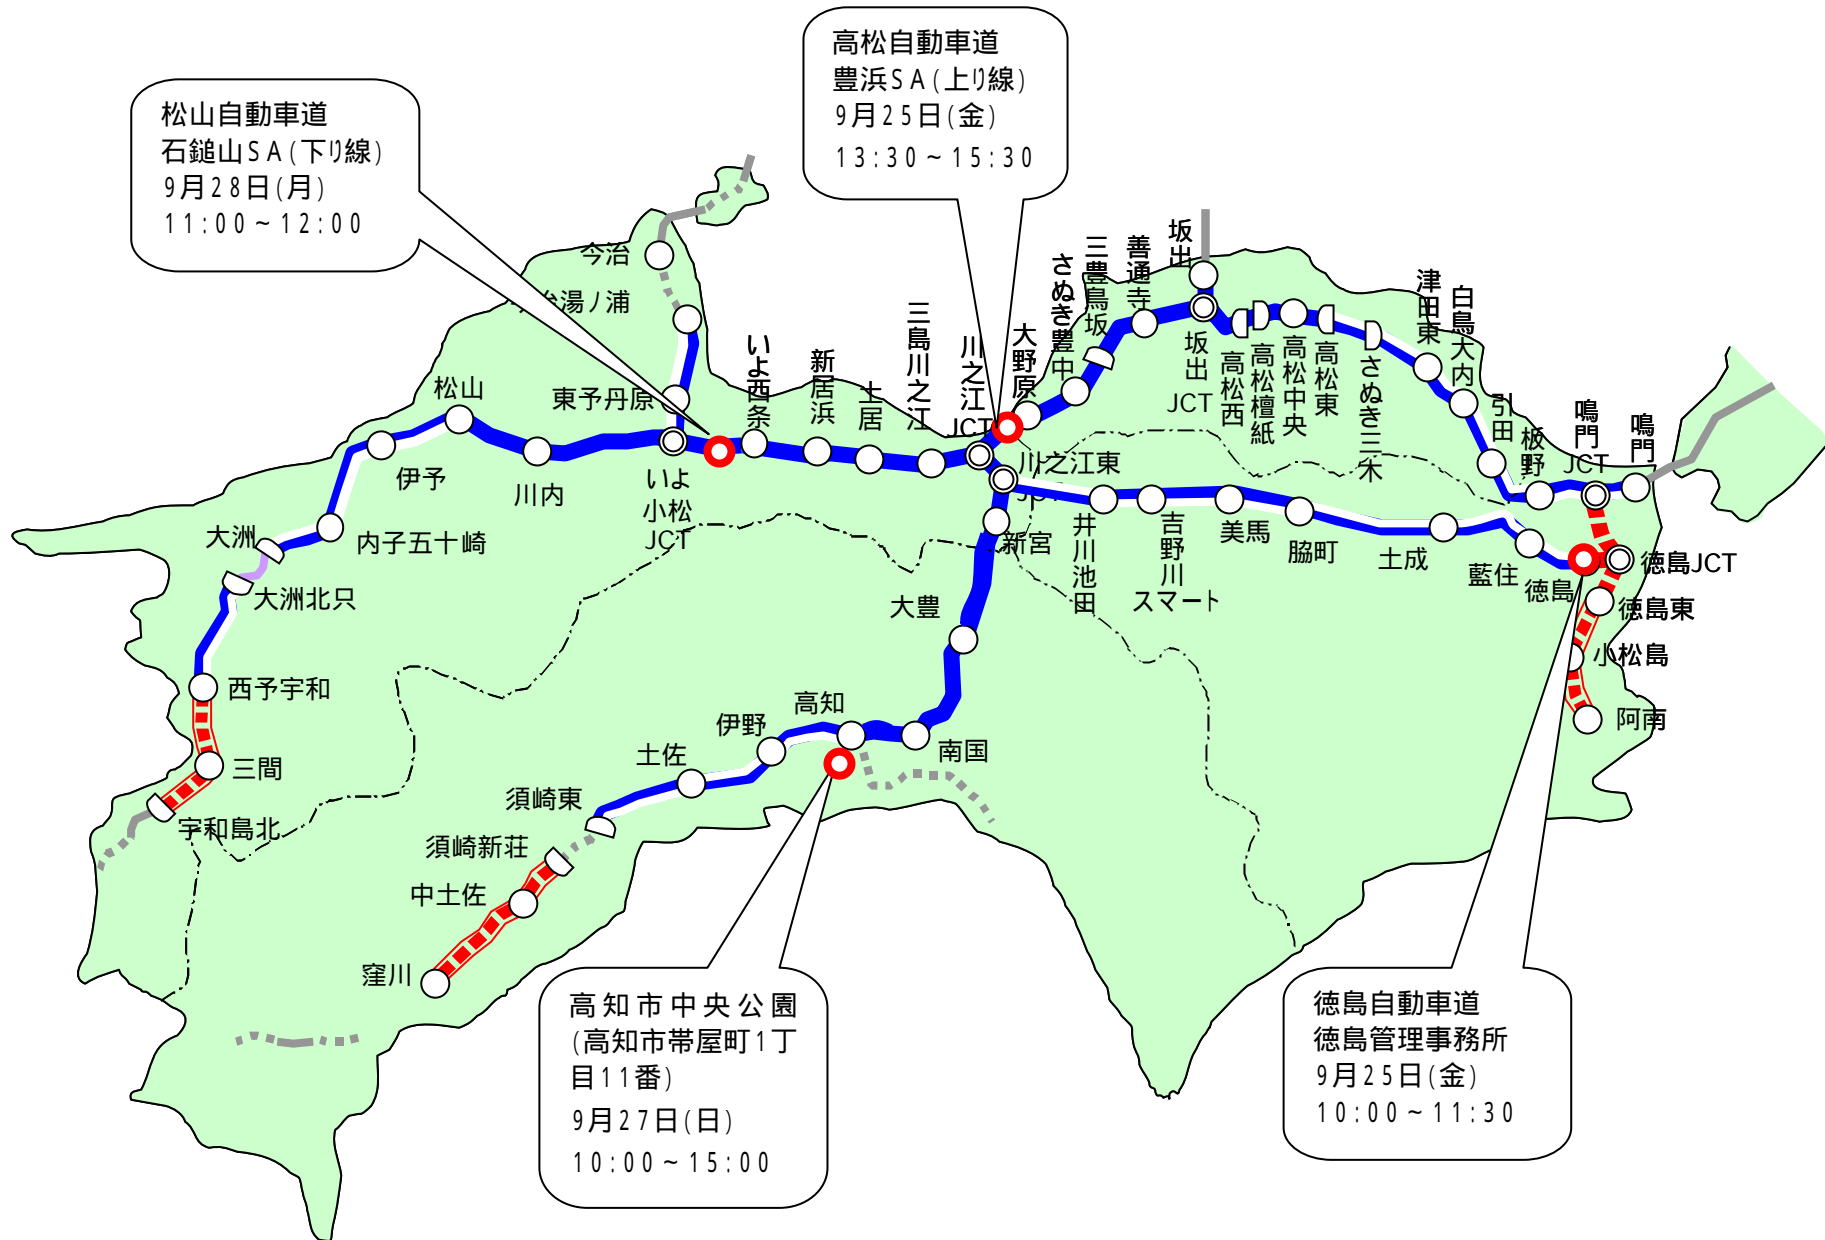 高松自動車道
豊浜SA(上り線)
9月25日(金)
13:30~15:30
松山自動車道
石鎚山SA(下り線)
9月28日(月)
11:00~12:00
今治
治湯ノ浦
東予丹原
松山
伊予
川内
内子五十崎
大洲
大洲北只
西予宇和
三間
宇和島北
いよ
小松
JCT
いよ西条
新居浜
土居
三島川之江
川之江
JCT
大野原
さぬき豊中
三豊鳥坂
善通寺
坂出
坂出
JCT
高松西
高松檀紙
高松中央
高松東
さぬき三木
津田東
白鳥大内
引田
板野
鳴門
JCT
鳴門
川之江東
JCT
新宮
井川池田
吉野川
スマート
美馬
脇町
土成
藍住
徳島
徳島JCT
徳島東
小松島
阿南
大豊
南国
高知
伊野
土佐
須崎東
須崎新荘
中土佐
窪川
高知市中央公園
(高知市帯屋町1丁
目11番)
9月27日(日)
10:00~15:00
徳島自動車道
徳島管理事務所
9月25日(金)
10:00~11:30